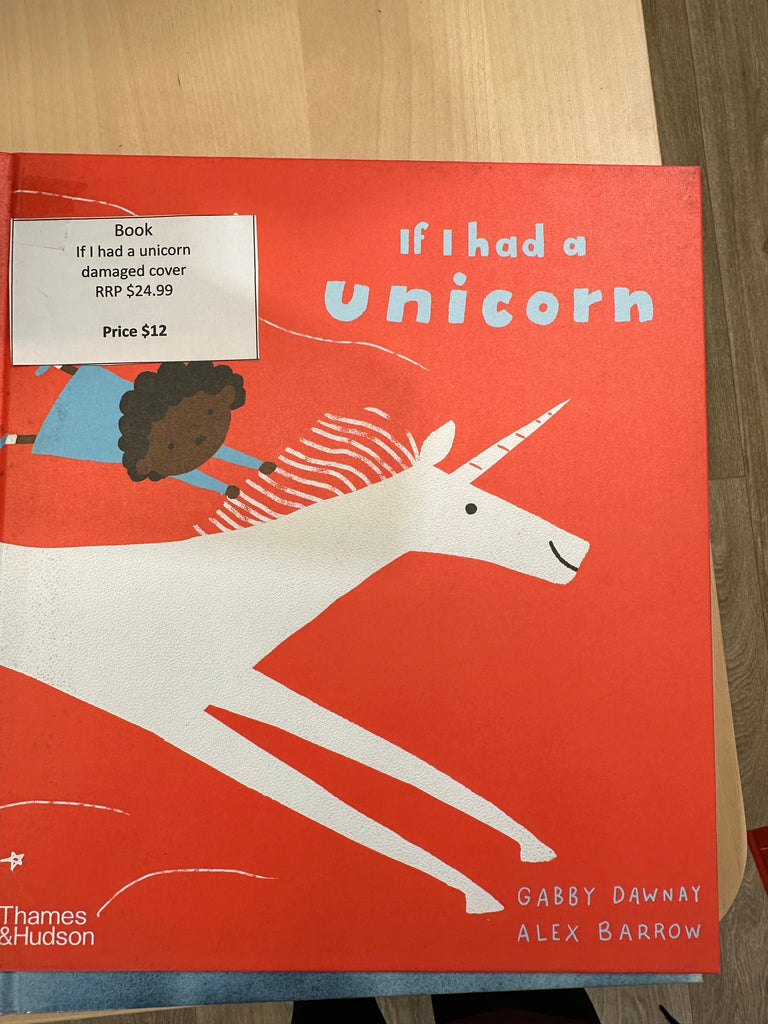 Book
If I had a unicorn
damaged cover
RRP $24.99
Price $12
If I had a
unicorn
GABBY DAWNAY
ALEX BARROW
Thames
&Hudson